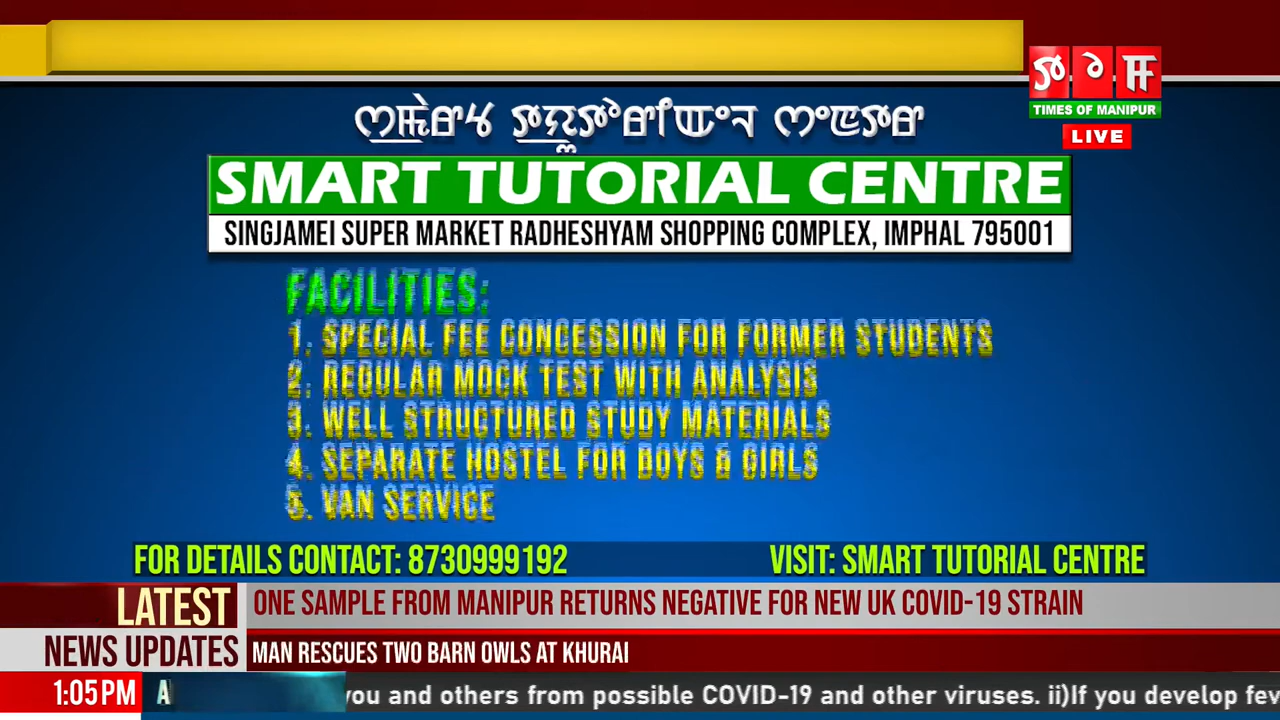 ꯁ ꯇ ꯝ
TIMES OF MANIPUR
LIVE
SMART TUTORIAL CENTRE
SINGJAMEI SUPER MARKET RADHESHYAM SHOPPING COMPLEX, IMPHAL 795001
FACILITIES:
1. SPECIAL FEE CONCESSION FOR FORMER STUDENTS
2. REGULAR MOCK TEST WITH ANALYSIS
3. WELL STRUCTURED STUDY MATERIALS
4. SEPARATE HOSTEL FOR BOYS & GIRLS
5. VAN SERVICE
FOR DETAILS CONTACT: 8730999192
VISIT: SMART TUTORIAL CENTRE
LATEST
NEWS UPDATES
ONE SAMPLE FROM MANIPUR RETURNS NEGATIVE FOR NEW UK COVID-19 STRAIN
MAN RESCUES TWO BARN OWLS AT KHURAI
1:05 PM
A
you and others from possible COVID-19 and other viruses. ii)If you develop fev